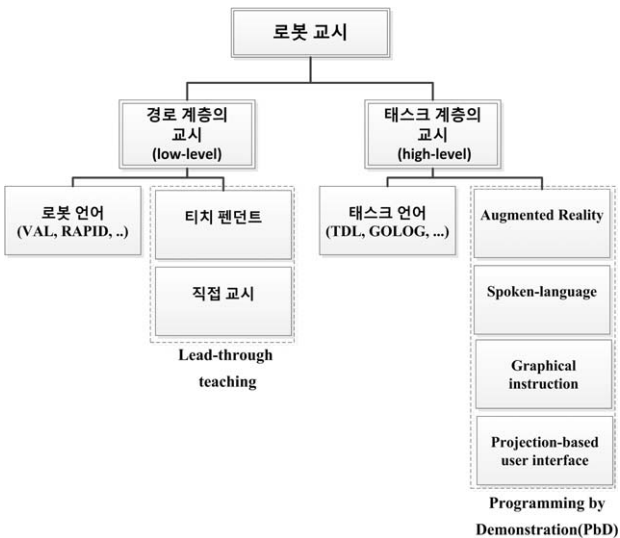 로봇 교시
경로 계층의
교시
(low-level)
태스크 계층의
교시
(high-level)
로봇 언어
(VAL, RAPID, ..)
티치 펜던트
직접 교시
Lead-through
teaching
태스크 언어
(TDL, GOLOG, ...)
Augmented Reality
Spoken-language
Graphical
instruction
Projection-based
user interface
Programming by
Demonstration(PbD)